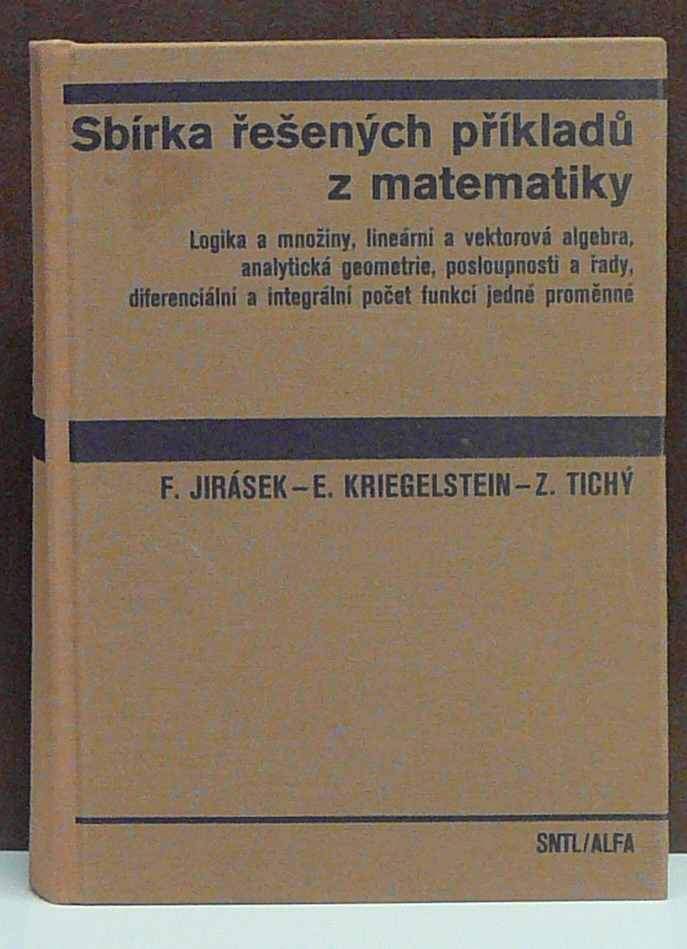 Sbírka řešených příkladů
z matematiky
Logika a množiny, lineární a vektorová algebra,
analytická geometrie, posloupnosti a řady,
diferenciální a integrální počet funkcí jedné proměnné
F. JIRÁSEK – E. KRIEGELSTEIN – Z. TICHÝ
SNTL/ALFA